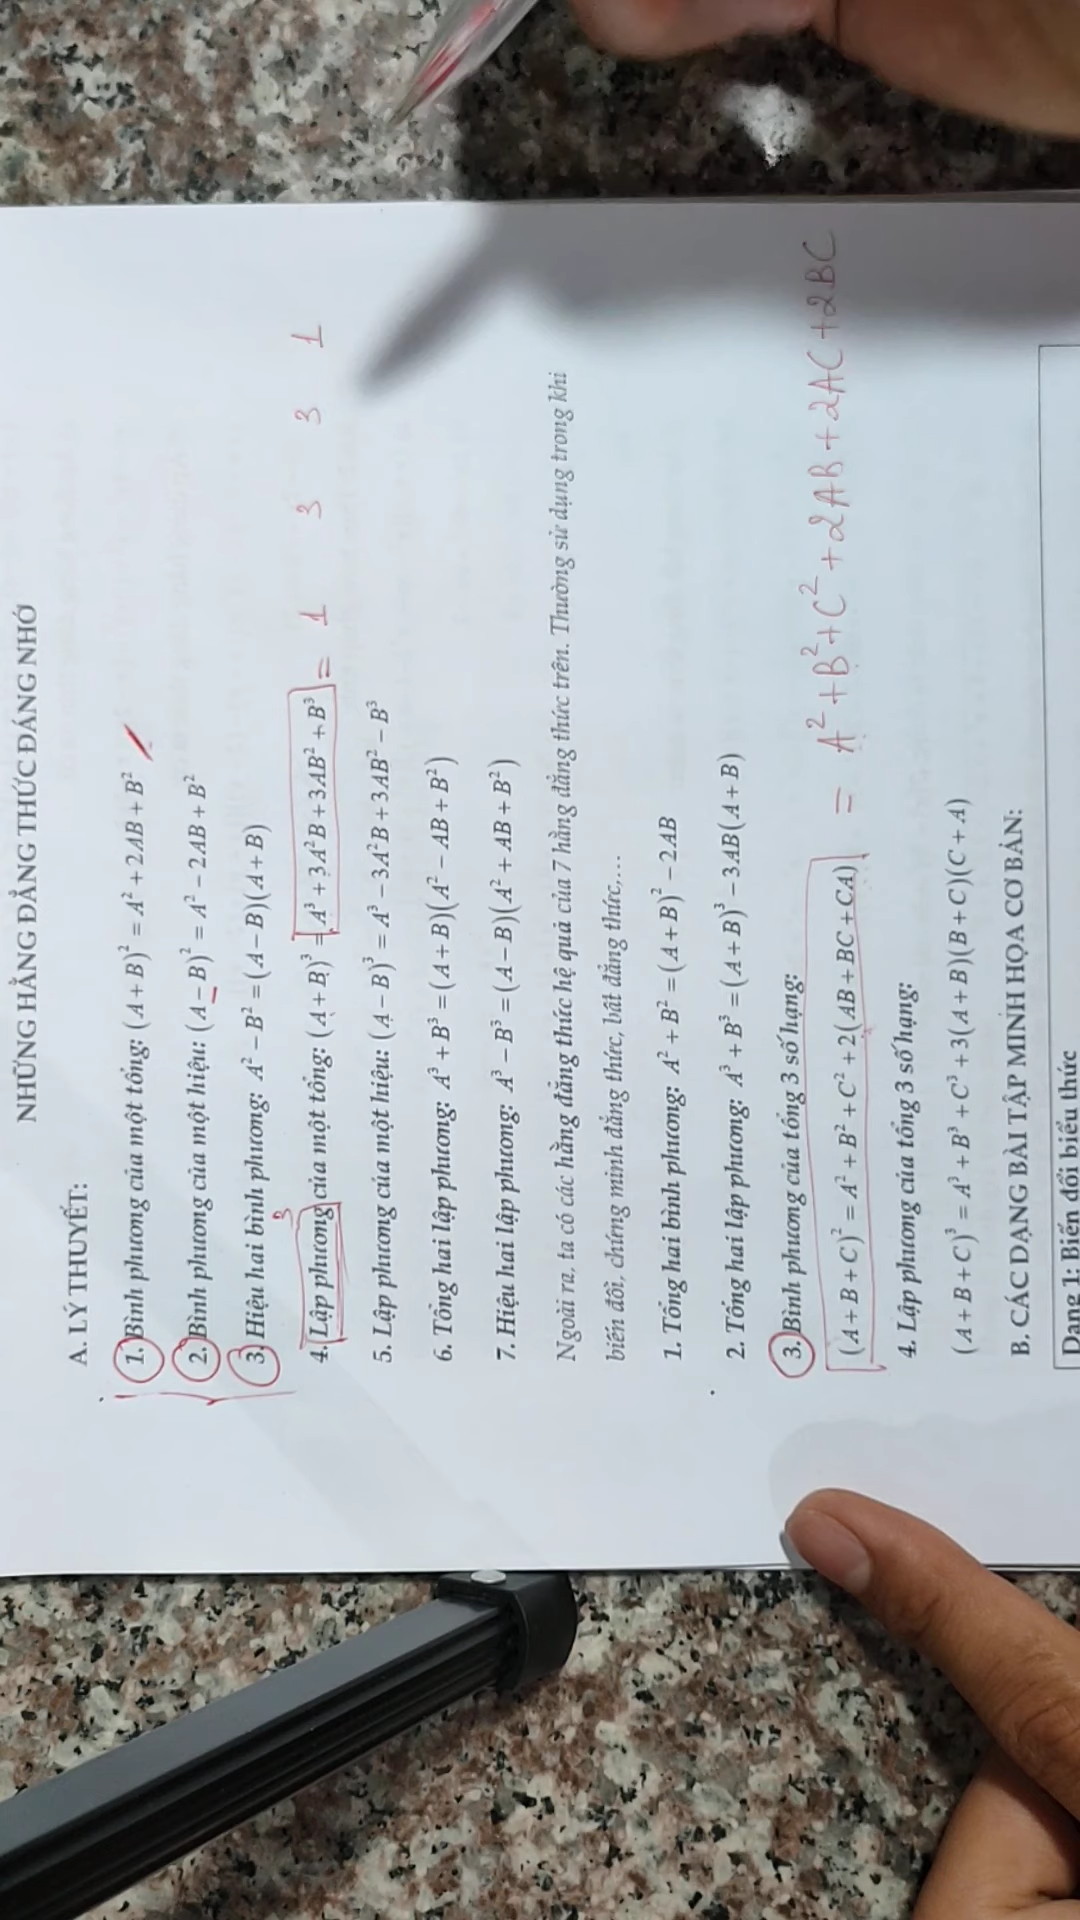 NHỮNG HẰNG ĐẲNG THỨC ĐÁNG NHỚ
A. LÝ THUYẾT:
1. Bình phương của một tổng: (A + B)² = A² + 2AB + B²
2. Bình phương của một hiệu: (A − B)² = A² − 2AB + B²
3. Hiệu hai bình phương: A² − B² = (A − B)(A + B)
3
4. Lập phương của một tổng: (A + B)³ = A³ + 3A²B + 3AB² + B³ = 1 3 3 1
5. Lập phương của một hiệu: (A − B)³ = A³ − 3A²B + 3AB² − B³
6. Tổng hai lập phương: A³ + B³ = (A + B)(A² − AB + B²)
7. Hiệu hai lập phương: A³ − B³ = (A − B)(A² + AB + B²)
Ngoài ra, ta có các hằng đẳng thức hệ quả của 7 hằng đẳng thức trên. Thường sử dụng trong khi
biến đổi, chứng minh đẳng thức, bất đẳng thức,…
1. Tổng hai bình phương: A² + B² = (A + B)² − 2AB
2. Tổng hai lập phương: A³ + B³ = (A + B)³ − 3AB(A + B)
3. Bình phương của tổng 3 số hạng:
(A + B + C)² = A² + B² + C² + 2(AB + BC + CA) = A² + B² + C² + 2AB + 2AC + 2BC
4. Lập phương của tổng 3 số hạng:
(A + B + C)³ = A³ + B³ + C³ + 3(A + B)(B + C)(C + A)
B. CÁC DẠNG BÀI TẬP MINH HỌA CƠ BẢN:
Dạng 1: Biến đổi biểu thức